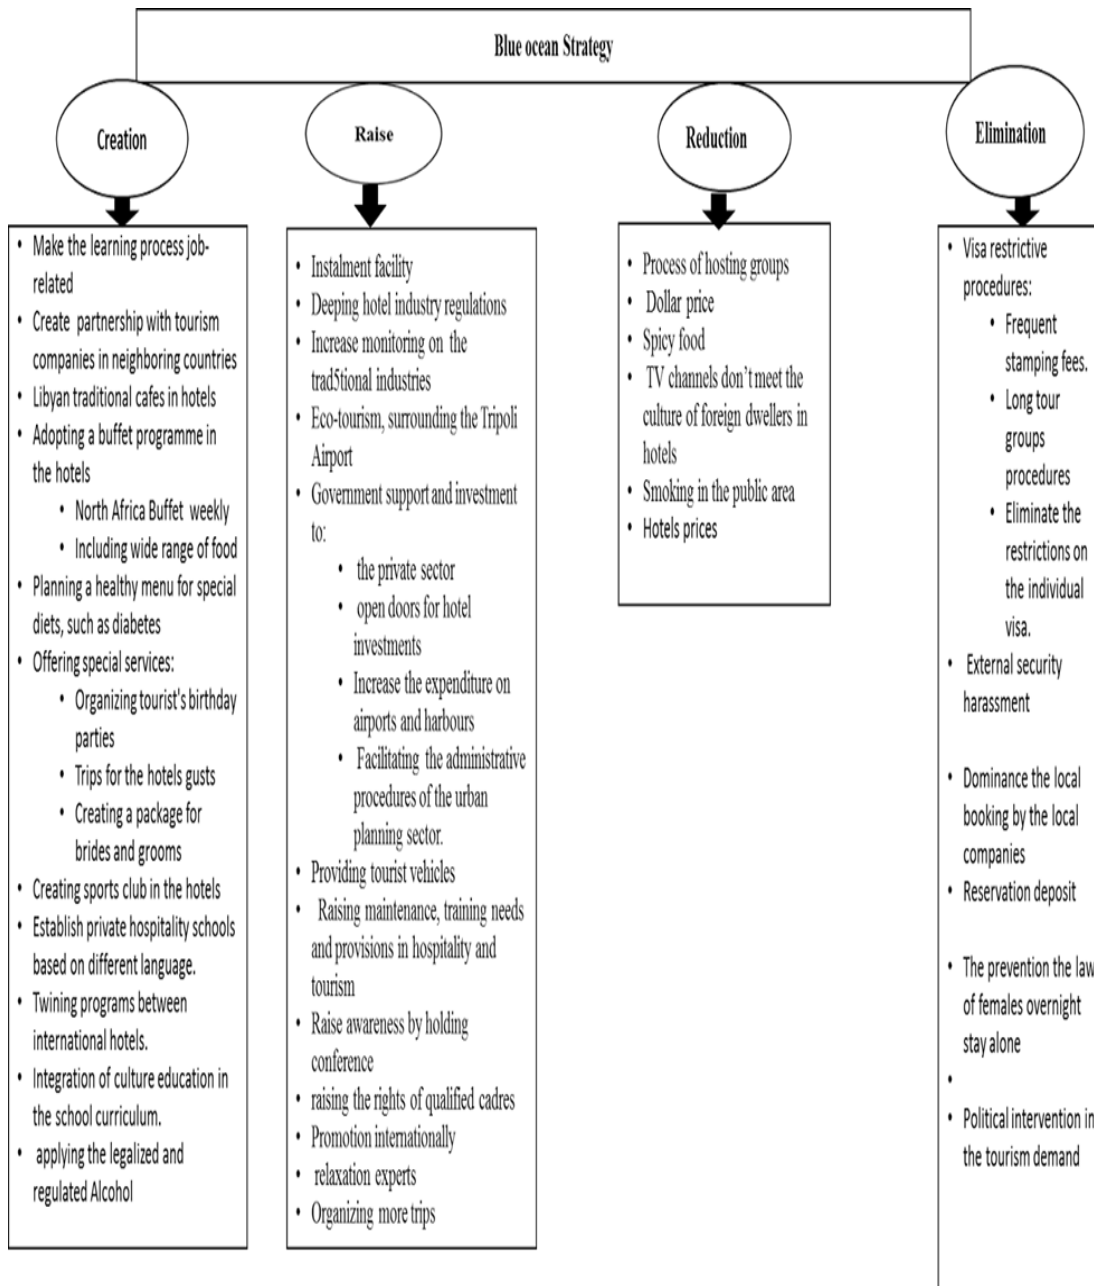 Blue ocean Strategy
Creation
• Make the learning process job-
related
• Create partnership with tourism
companies in neighboring countries
• Libyan traditional cafes in hotels
• Adopting a buffet programme in
the hotels
• North Africa Buffet weekly
• Including wide range of food
• Planning a healthy menu for special
diets, such as diabetes
• Offering special services:
• Organizing tourist's birthday
parties
• Trips for the hotels gusts
• Creating a package for
brides and grooms
• Creating sports club in the hotels
• Establish private hospitality schools
based on different language.
• Twining programs between
international hotels.
• Integration of culture education in
the school curriculum.
• applying the legalized and
regulated Alcohol
Raise
• Instalment facility
• Deeping hotel industry regulations
• Increase monitoring on the
trad5tional industries
• Eco-tourism, surrounding the Tripoli
Airport
• Government support and investment
to:
• the private sector
• open doors for hotel
investments
• Increase the expenditure on
airports and harbours
• Facilitating the administrative
procedures of the urban
planning sector.
• Providing tourist vehicles
• Raising maintenance, training needs
and provisions in hospitality and
tourism
• Raise awareness by holding
conference
• raising the rights of qualified cadres
• Promotion internationally
• relaxation experts
• Organizing more trips
Reduction
• Process of hosting groups
• Dollar price
• Spicy food
• TV channels don't meet the
culture of foreign dwellers in
hotels
• Smoking in the public area
• Hotels prices
Elimination
• Visa restrictive
procedures:
• Frequent
stamping fees.
• Long tour
groups
procedures
• Eliminate the
restrictions on
the individual
visa.
• External security
harassment
• Dominance the local
booking by the local
companies
• Reservation deposit
• The prevention the law
of females overnight
stay alone
•
• Political intervention in
the tourism demand